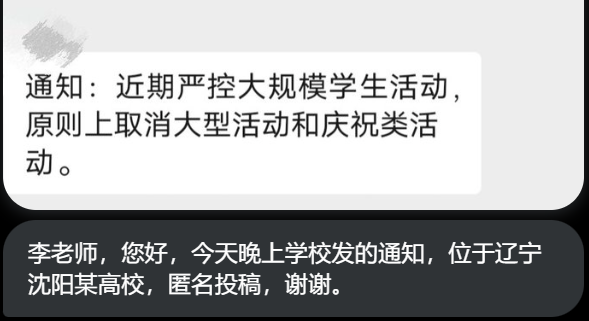 通知：近期严控大规模学生活动，
原则上取消大型活动和庆祝类活
动。
李老师，您好，今天晚上学校发的通知，位于辽宁
沈阳某高校，匿名投稿，谢谢。